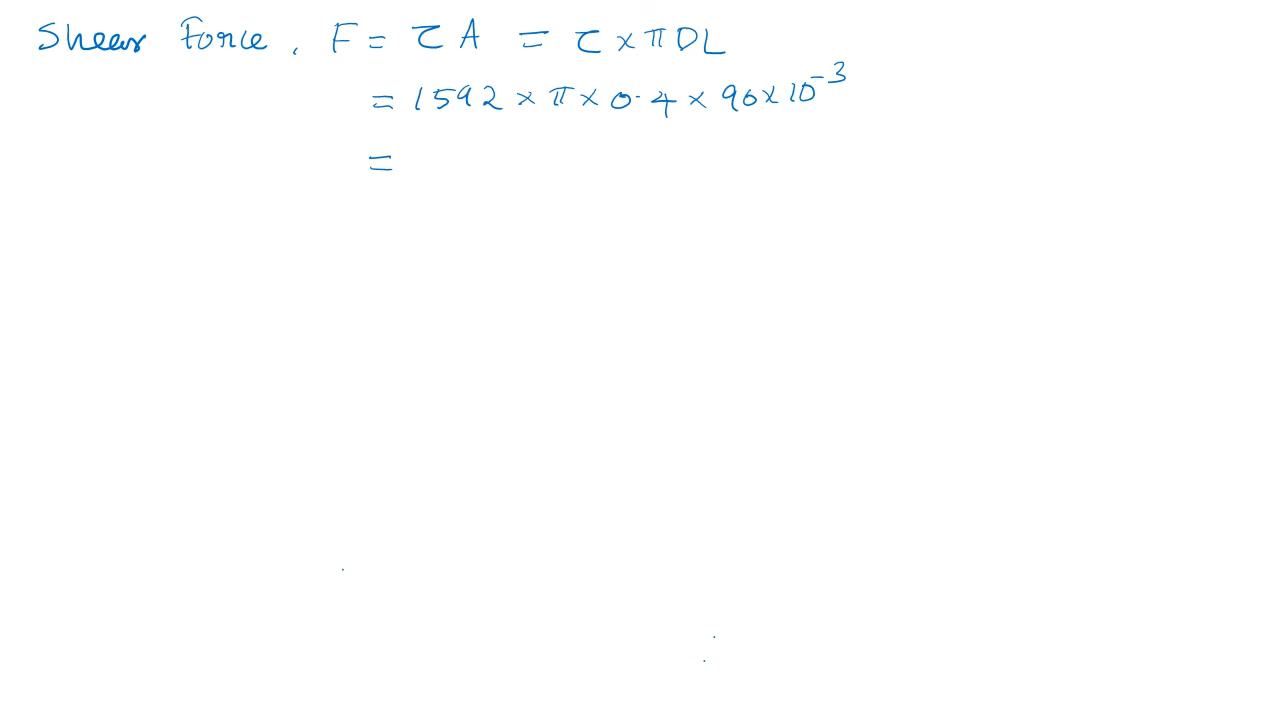 Shear Force, F = τ A = τ × π D L
= 1592 × π × 0.4 × 90 × 10⁻³
=